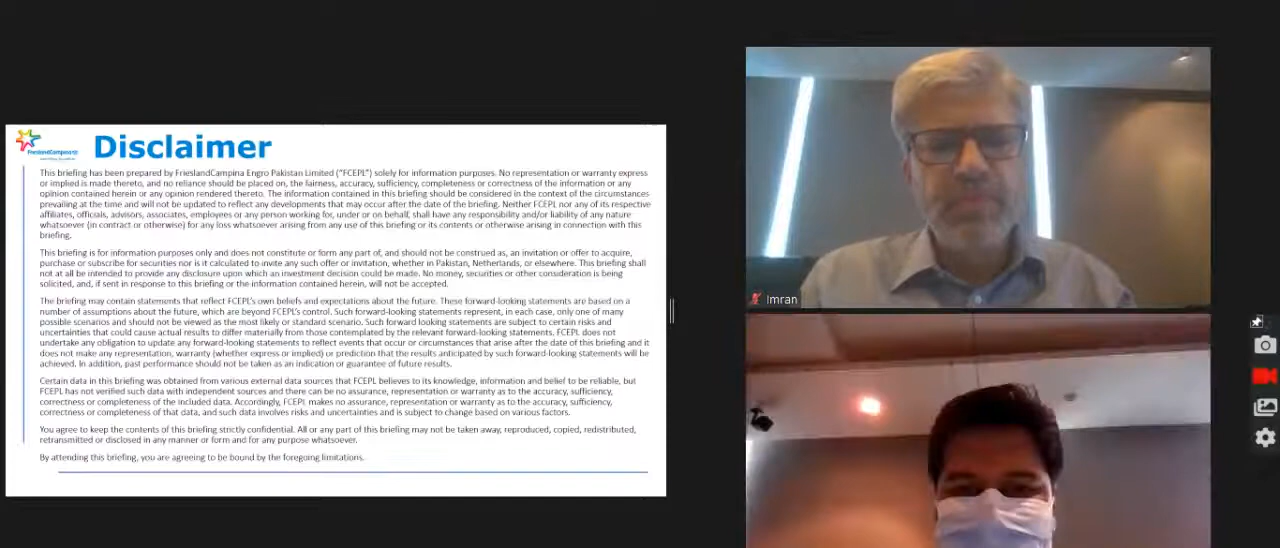 FrieslandCampina
Disclaimer
This briefing has been prepared by FrieslandCampina Engro Pakistan Limited ("FCEPL") solely for information purposes. No representation or warranty express
or implied is made thereto, and no reliance should be placed on, the fairness, accuracy, sufficiency, completeness or correctness of the information or any
opinion contained herein or any opinion rendered thereto. The information contained in this briefing should be considered in the context of the circumstances
prevailing at the time and will not be updated to reflect any developments that may occur after the date of the briefing. Neither FCEPL nor any of its respective
affiliates, officials, advisors, associates, employees or any person working for, under or on behalf, shall have any responsibility and/or liability of any nature
whatsoever (in contract or otherwise) for any loss whatsoever arising from any use of this briefing or its contents or otherwise arising in connection with this
briefing.
This briefing is for information purposes only and does not constitute or form any part of, and should not be construed as, an invitation or offer to acquire,
purchase or subscribe for securities nor is it calculated to invite any such offer or invitation, whether in Pakistan, Netherlands, or elsewhere. This briefing shall
not at all be intended to provide any disclosure upon which an investment decision could be made. No money, securities or other consideration is being
solicited, and, if sent in response to this briefing or the information contained herein, will not be accepted.
The briefing may contain statements that reflect FCEPL's own beliefs and expectations about the future. These forward-looking statements are based on a
number of assumptions about the future, which are beyond FCEPL's control. Such forward-looking statements represent, in each case, only one of many
possible scenarios and should not be viewed as the most likely or standard scenario. Such forward looking statements are subject to certain risks and
uncertainties that could cause actual results to differ materially from those contemplated by the relevant forward-looking statements. FCEPL does not
undertake any obligation to update any forward-looking statements to reflect events that occur or circumstances that arise after the date of this briefing and it
does not make any representation, warranty (whether express or implied) or prediction that the results anticipated by such forward-looking statements will be
achieved. In addition, past performance should not be taken as an indication or guarantee of future results.
Certain data in this briefing was obtained from various external data sources that FCEPL believes to its knowledge, information and belief to be reliable, but
FCEPL has not verified such data with independent sources and there can be no assurance, representation or warranty as to the accuracy, sufficiency,
correctness or completeness of the included data. Accordingly, FCEPL makes no assurance, representation or warranty as to the accuracy, sufficiency,
correctness or completeness of that data, and such data involves risks and uncertainties and is subject to change based on various factors.
You agree to keep the contents of this briefing strictly confidential. All or any part of this briefing may not be taken away, reproduced, copied, redistributed,
retransmitted or disclosed in any manner or form and for any purpose whatsoever.
By attending this briefing, you are agreeing to be bound by the foregoing limitations.
Imran